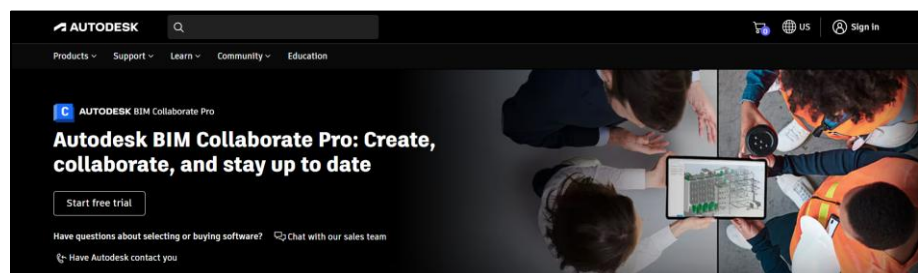 AUTODESK
0
US
Sign in
Products
Support
Learn
Community
Education
C AUTODESK BIM Collaborate Pro
Autodesk BIM Collaborate Pro: Create,
collaborate, and stay up to date
Start free trial
Have questions about selecting or buying software? Chat with our sales team
Have Autodesk contact you